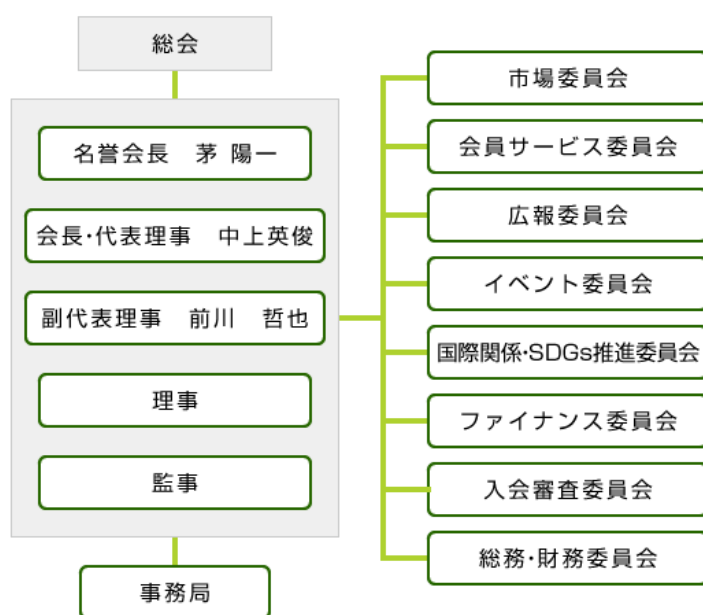 総会
名誉会長 茅 陽一
会長・代表理事 中上英俊
副代表理事 前川 哲也
理事
監事
事務局
市場委員会
会員サービス委員会
広報委員会
イベント委員会
国際関係・SDGs推進委員会
ファイナンス委員会
入会審査委員会
総務・財務委員会